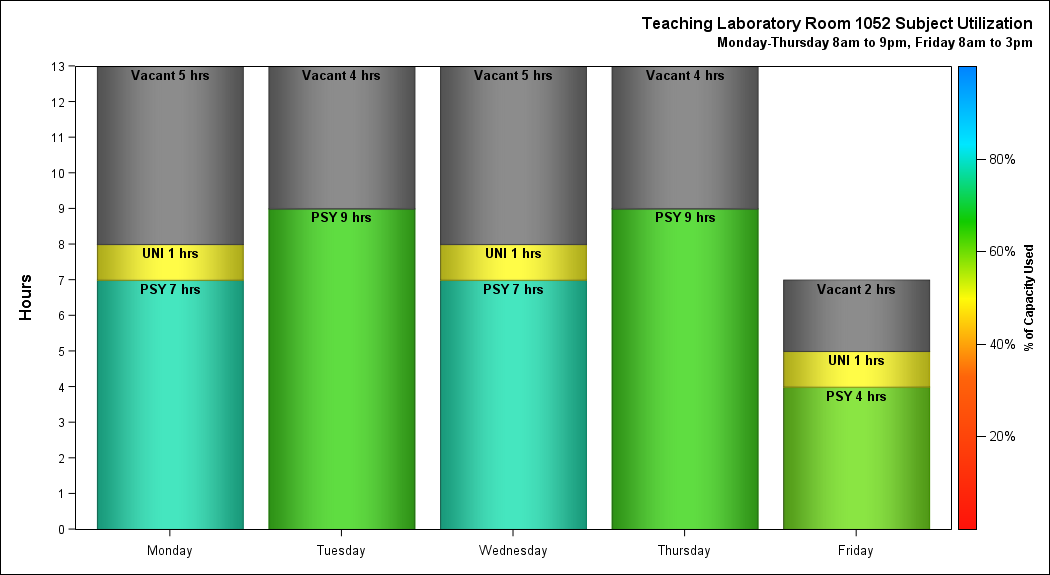 Teaching Laboratory Room 1052 Subject Utilization
Monday-Thursday 8am to 9pm, Friday 8am to 3pm
Hours
13
12
11
10
9
8
7
6
5
4
3
2
1
0
Vacant 5 hrs
UNI 1 hrs
PSY 7 hrs
Vacant 4 hrs
PSY 9 hrs
Vacant 5 hrs
UNI 1 hrs
PSY 7 hrs
Vacant 4 hrs
PSY 9 hrs
Vacant 2 hrs
UNI 1 hrs
PSY 4 hrs
Monday
Tuesday
Wednesday
Thursday
Friday
80%
60%
40%
20%
% of Capacity Used